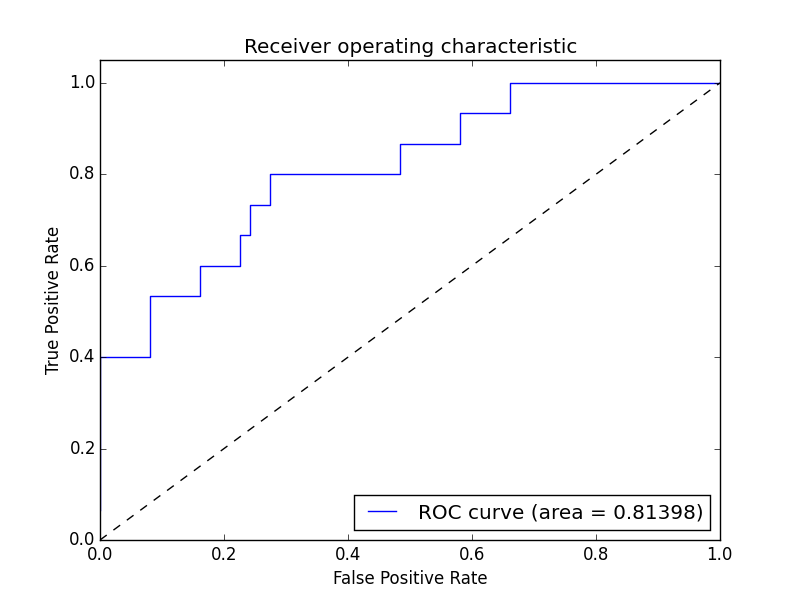 Receiver operating characteristic
1.0
0.8
0.6
0.4
0.2
0.0
True Positive Rate
ROC curve (area = 0.81398)
0.0 0.2 0.4 0.6 0.8 1.0
False Positive Rate